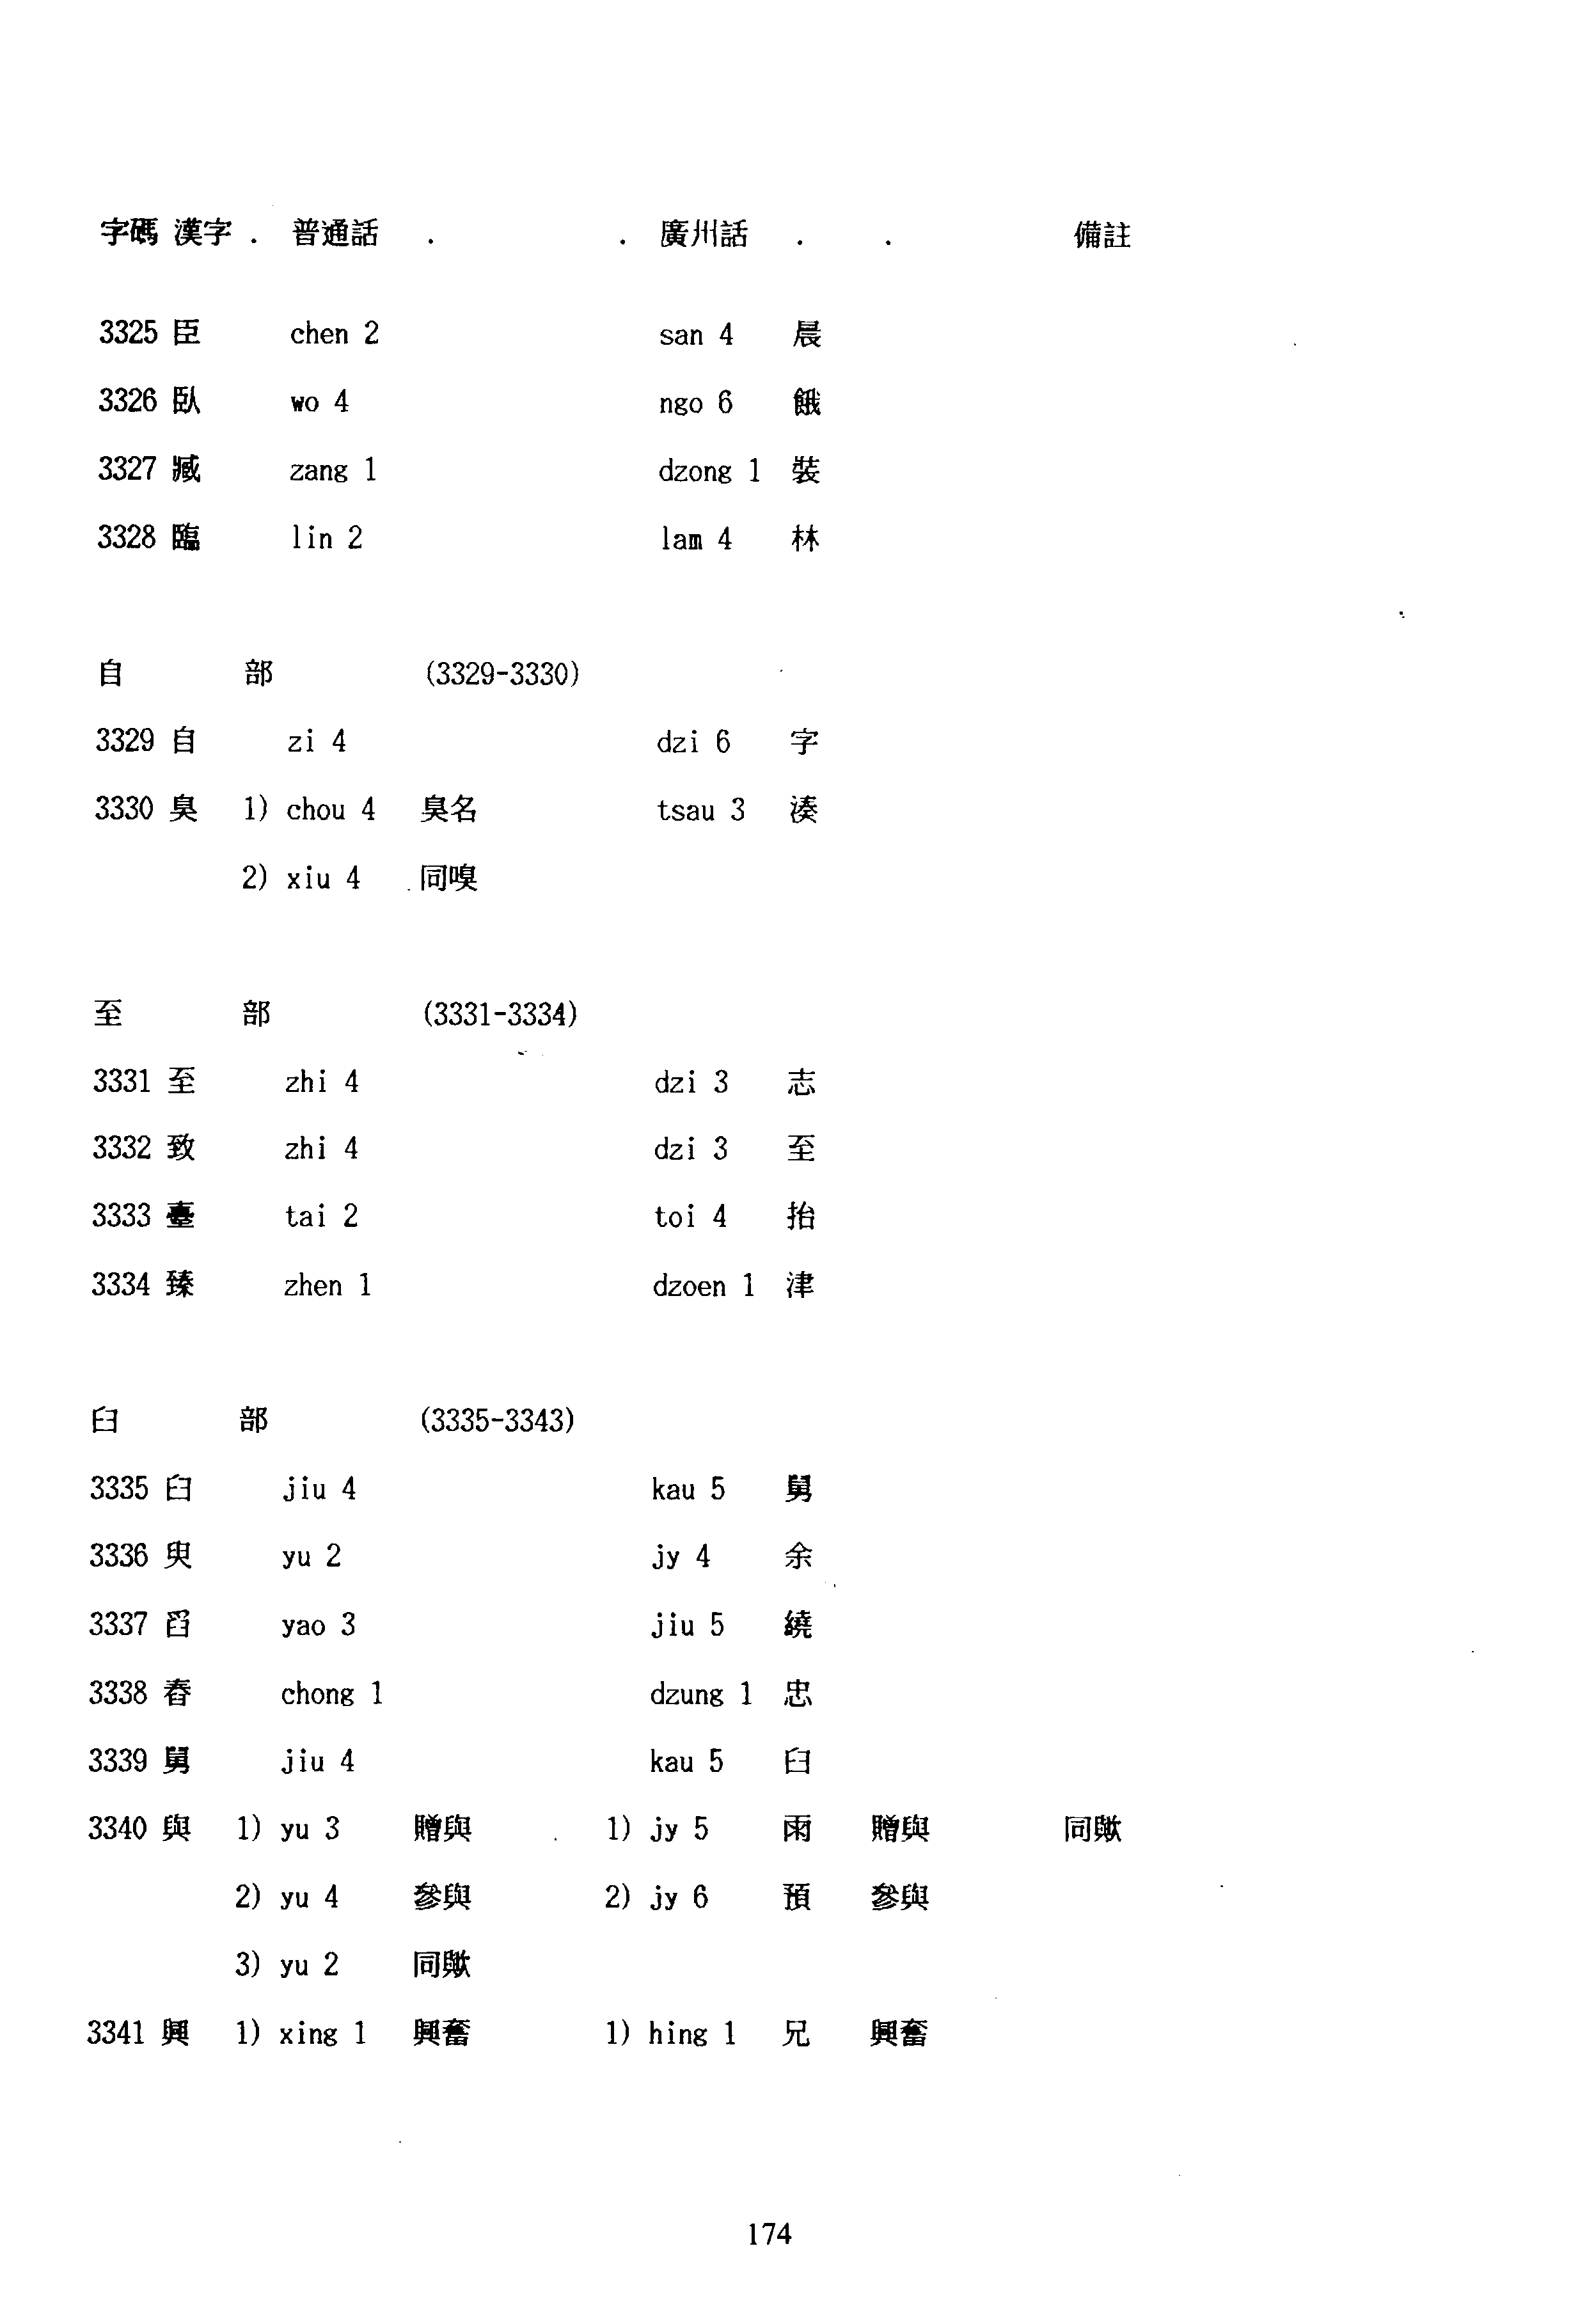 字碼 漢字 . 普通話 . . 廣州話 . . 備註
3325 臣 chen 2 san 4 晨
3326 臥 wo 4 ngo 6 餓
3327 臧 zang 1 dzong 1 裝
3328 臨 lin 2 lam 4 林
自 部 (3329-3330)
3329 自 zi 4 dzi 6 字
3330 臭 1) chou 4 臭名 tsau 3 湊
2) xiu 4 同嗅
至 部 (3331-3334)
3331 至 zhi 4 dzi 3 志
3332 致 zhi 4 dzi 3 至
3333 臺 tai 2 toi 4 抬
3334 臻 zhen 1 dzoen 1 津
臼 部 (3335-3343)
3335 臼 jiu 4 kau 5 舅
3336 臾 yu 2 jy 4 余
3337 舀 yao 3 jiu 5 繞
3338 舂 chong 1 dzung 1 忠
3339 舅 jiu 4 kau 5 臼
3340 與 1) yu 3 贈與 1) jy 5 雨 贈與 同歟
2) yu 4 參與 2) jy 6 預 參與
3) yu 2 同歟
3341 興 1) xing 1 興奮 1) hing 1 兄 興奮
174